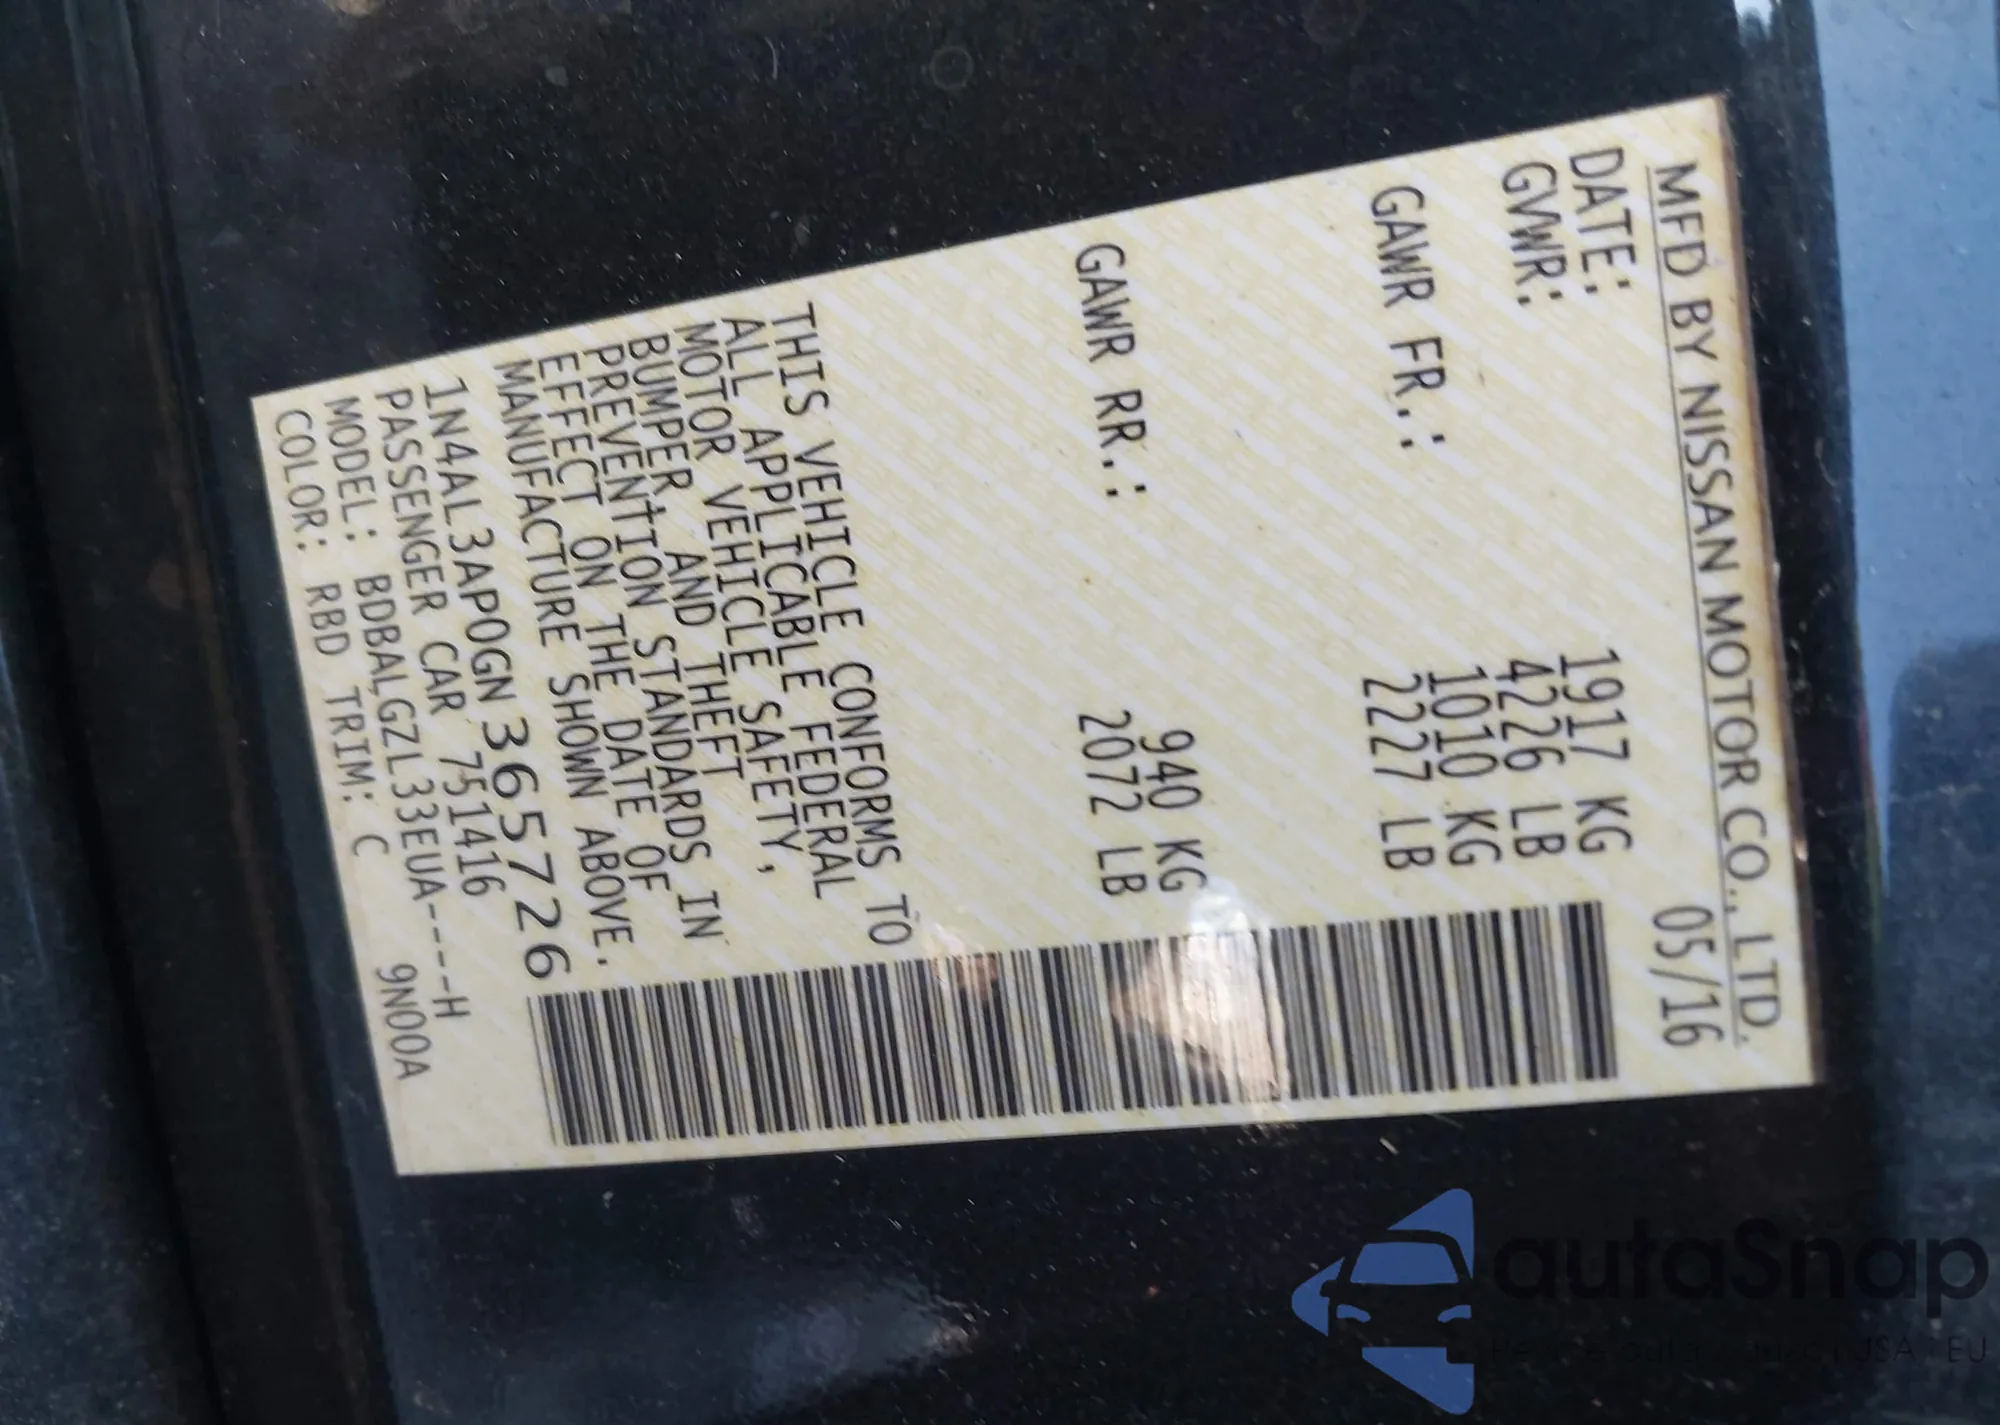 MFD BY NISSAN MOTOR CO., LTD.
DATE: 05/16
GVWR: 1917 KG
4226 LB
GAWR FR.: 1010 KG
2227 LB
GAWR RR.: 940 KG
2072 LB
THIS VEHICLE CONFORMS TO
ALL APPLICABLE FEDERAL
MOTOR VEHICLE SAFETY,
BUMPER AND THEFT
PREVENTION STANDARDS IN
EFFECT ON THE DATE OF
MANUFACTURE SHOWN ABOVE.
1N4AL3AP0GN365726
PASSENGER CAR 751416
MODEL: BDBALGZL33EUA----H
COLOR: RBD TRIM: C 9N00A
autaSnap
USA EU